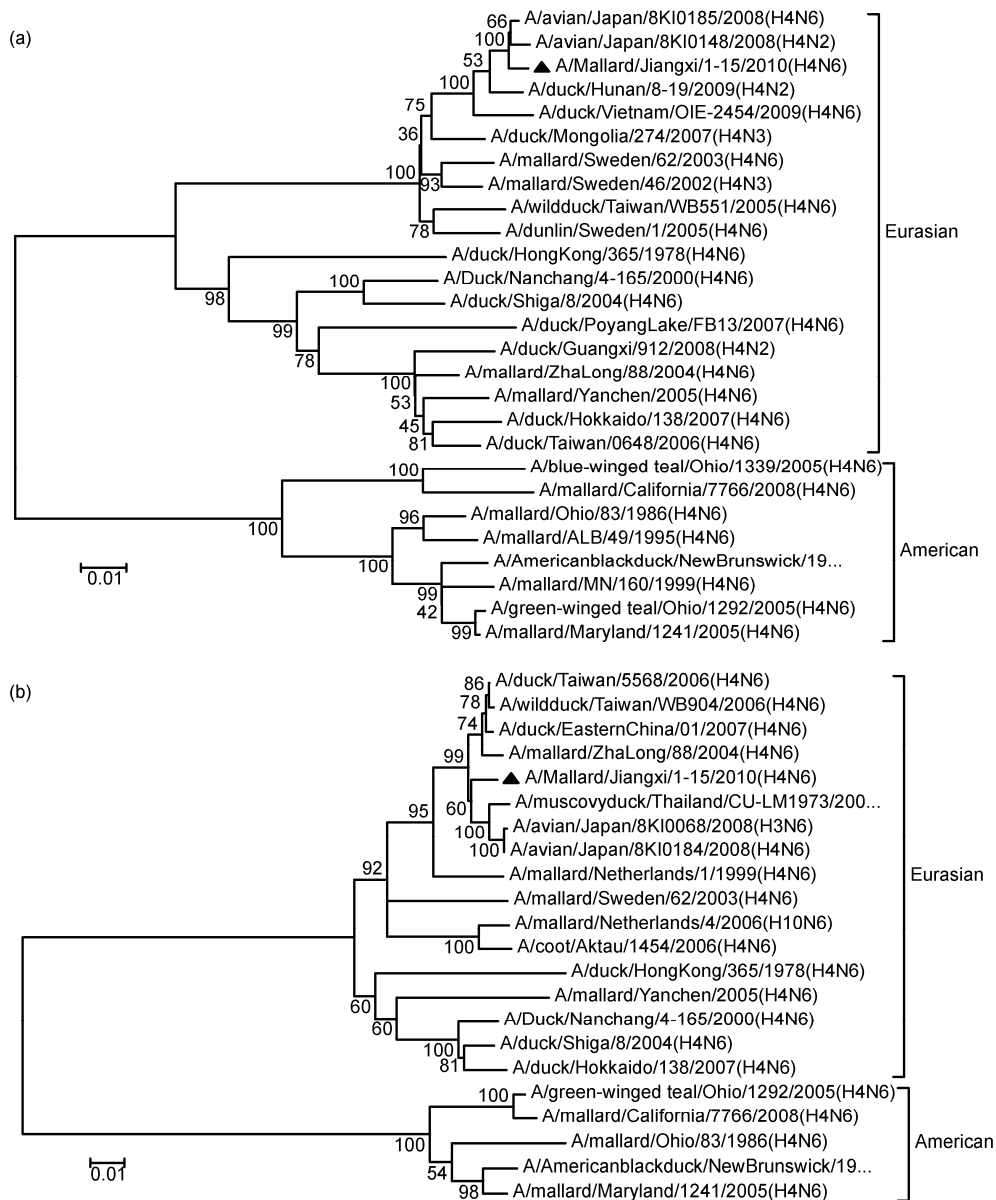 (a)
66
A/avian/Japan/8KI0185/2008(H4N6)
100
A/avian/Japan/8KI0148/2008(H4N2)
53
A/Mallard/Jiangxi/1-15/2010(H4N6)
100
A/duck/Hunan/8-19/2009(H4N2)
75
A/duck/Vietnam/OIE-2454/2009(H4N6)
36
A/duck/Mongolia/274/2007(H4N3)
100
A/mallard/Sweden/62/2003(H4N6)
93
A/mallard/Sweden/46/2002(H4N3)
A/wildduck/Taiwan/WB551/2005(H4N6)
78
A/dunlin/Sweden/1/2005(H4N6)
Eurasian
A/duck/HongKong/365/1978(H4N6)
98
100
A/Duck/Nanchang/4-165/2000(H4N6)
A/duck/Shiga/8/2004(H4N6)
99
A/duck/PoyangLake/FB13/2007(H4N6)
78
A/duck/Guangxi/912/2008(H4N2)
A/mallard/ZhaLong/88/2004(H4N6)
100
53
A/mallard/Yanchen/2005(H4N6)
45
A/duck/Hokkaido/138/2007(H4N6)
81
A/duck/Taiwan/0648/2006(H4N6)
100
A/blue-winged teal/Ohio/1339/2005(H4N6)
A/mallard/California/7766/2008(H4N6)
100
96
A/mallard/Ohio/83/1986(H4N6)
A/mallard/ALB/49/1995(H4N6)
American
100
A/Americanblackduck/NewBrunswick/19...
A/mallard/MN/160/1999(H4N6)
99
42
A/green-winged teal/Ohio/1292/2005(H4N6)
99
A/mallard/Maryland/1241/2005(H4N6)
0.01
(b)
86
A/duck/Taiwan/5568/2006(H4N6)
78
A/wildduck/Taiwan/WB904/2006(H4N6)
74
A/duck/EasternChina/01/2007(H4N6)
99
A/mallard/ZhaLong/88/2004(H4N6)
A/Mallard/Jiangxi/1-15/2010(H4N6)
60
A/muscovyduck/Thailand/CU-LM1973/200...
95
100
A/avian/Japan/8KI0068/2008(H3N6)
100
A/avian/Japan/8KI0184/2008(H4N6)
92
A/mallard/Netherlands/1/1999(H4N6)
Eurasian
A/mallard/Sweden/62/2003(H4N6)
A/mallard/Netherlands/4/2006(H10N6)
100
A/coot/Aktau/1454/2006(H4N6)
A/duck/HongKong/365/1978(H4N6)
60
A/mallard/Yanchen/2005(H4N6)
60
A/Duck/Nanchang/4-165/2000(H4N6)
100
A/duck/Shiga/8/2004(H4N6)
81
A/duck/Hokkaido/138/2007(H4N6)
100
A/green-winged teal/Ohio/1292/2005(H4N6)
A/mallard/California/7766/2008(H4N6)
100
A/mallard/Ohio/83/1986(H4N6)
American
54
A/Americanblackduck/NewBrunswick/19...
98
A/mallard/Maryland/1241/2005(H4N6)
0.01